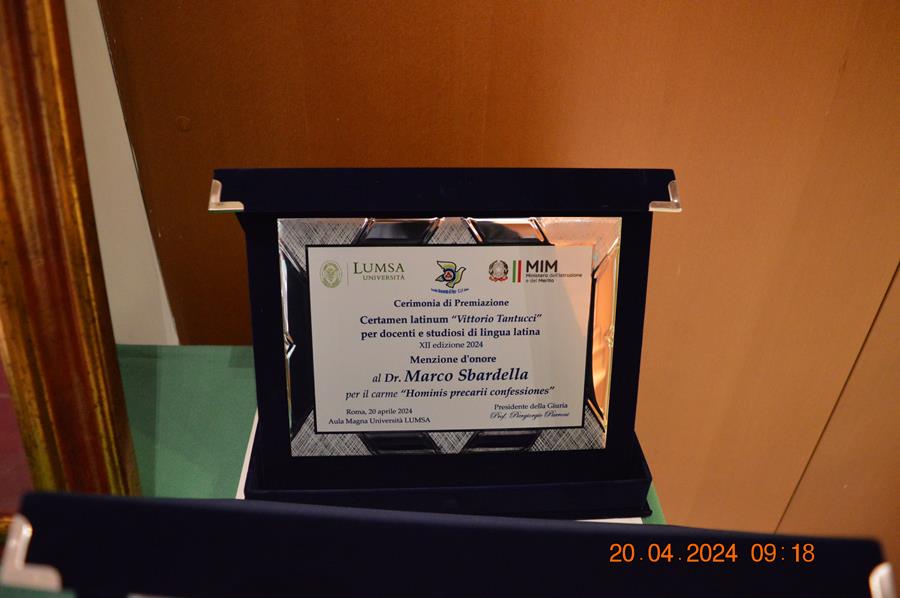 LUMSA
UNIVERSITÀ
MIM
Ministero dell'Istruzione
e del Merito
Cerimonia di Premiazione
Certamen latinum "Vittorio Tantucci"
per docenti e studiosi di lingua latina
XII edizione 2024
Menzione d'onore
al Dr. Marco Sbardella
per il carme "Hominis precarii confessiones"
Roma, 20 aprile 2024
Aula Magna Università LUMSA
Presidente della Giuria
Prof. Piergiorgio Parroni
20.04.2024 09:18